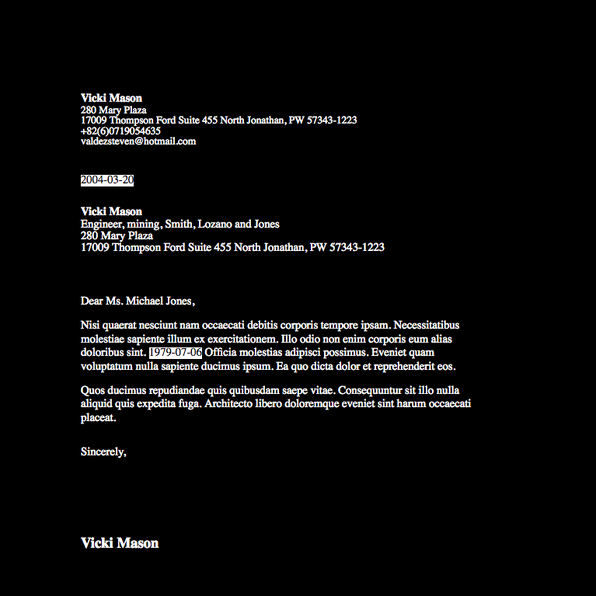 Vicki Mason
280 Mary Plaza
17009 Thompson Ford Suite 455 North Jonathan, PW 57343-1223
+82(6)0719054635
valdezsteven@hotmail.com
2004-03-20
Vicki Mason
Engineer, mining, Smith, Lozano and Jones
280 Mary Plaza
17009 Thompson Ford Suite 455 North Jonathan, PW 57343-1223
Dear Ms. Michael Jones,
Nisi quaerat nesciunt nam occaecati debitis corporis tempore ipsam. Necessitatibus
molestiae sapiente illum ex exercitationem. Illo odio non enim corporis eum alias
doloribus sint. 1979-07-06 Officia molestias adipisci possimus. Eveniet quam
voluptatum nulla sapiente ducimus ipsum. Ea quo dicta dolor et reprehenderit eos.
Quos ducimus repudiandae quis quibusdam saepe vitae. Consequuntur sit illo nulla
aliquid quis expedita fuga. Architecto libero doloremque eveniet sint harum occaecati
placeat.
Sincerely,
Vicki Mason